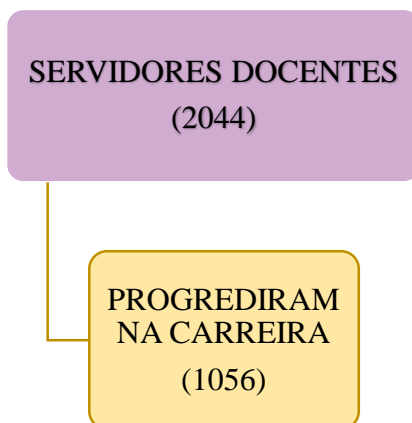 SERVIDORES DOCENTES
(2044)
PROGREDIRAM
NA CARREIRA
(1056)